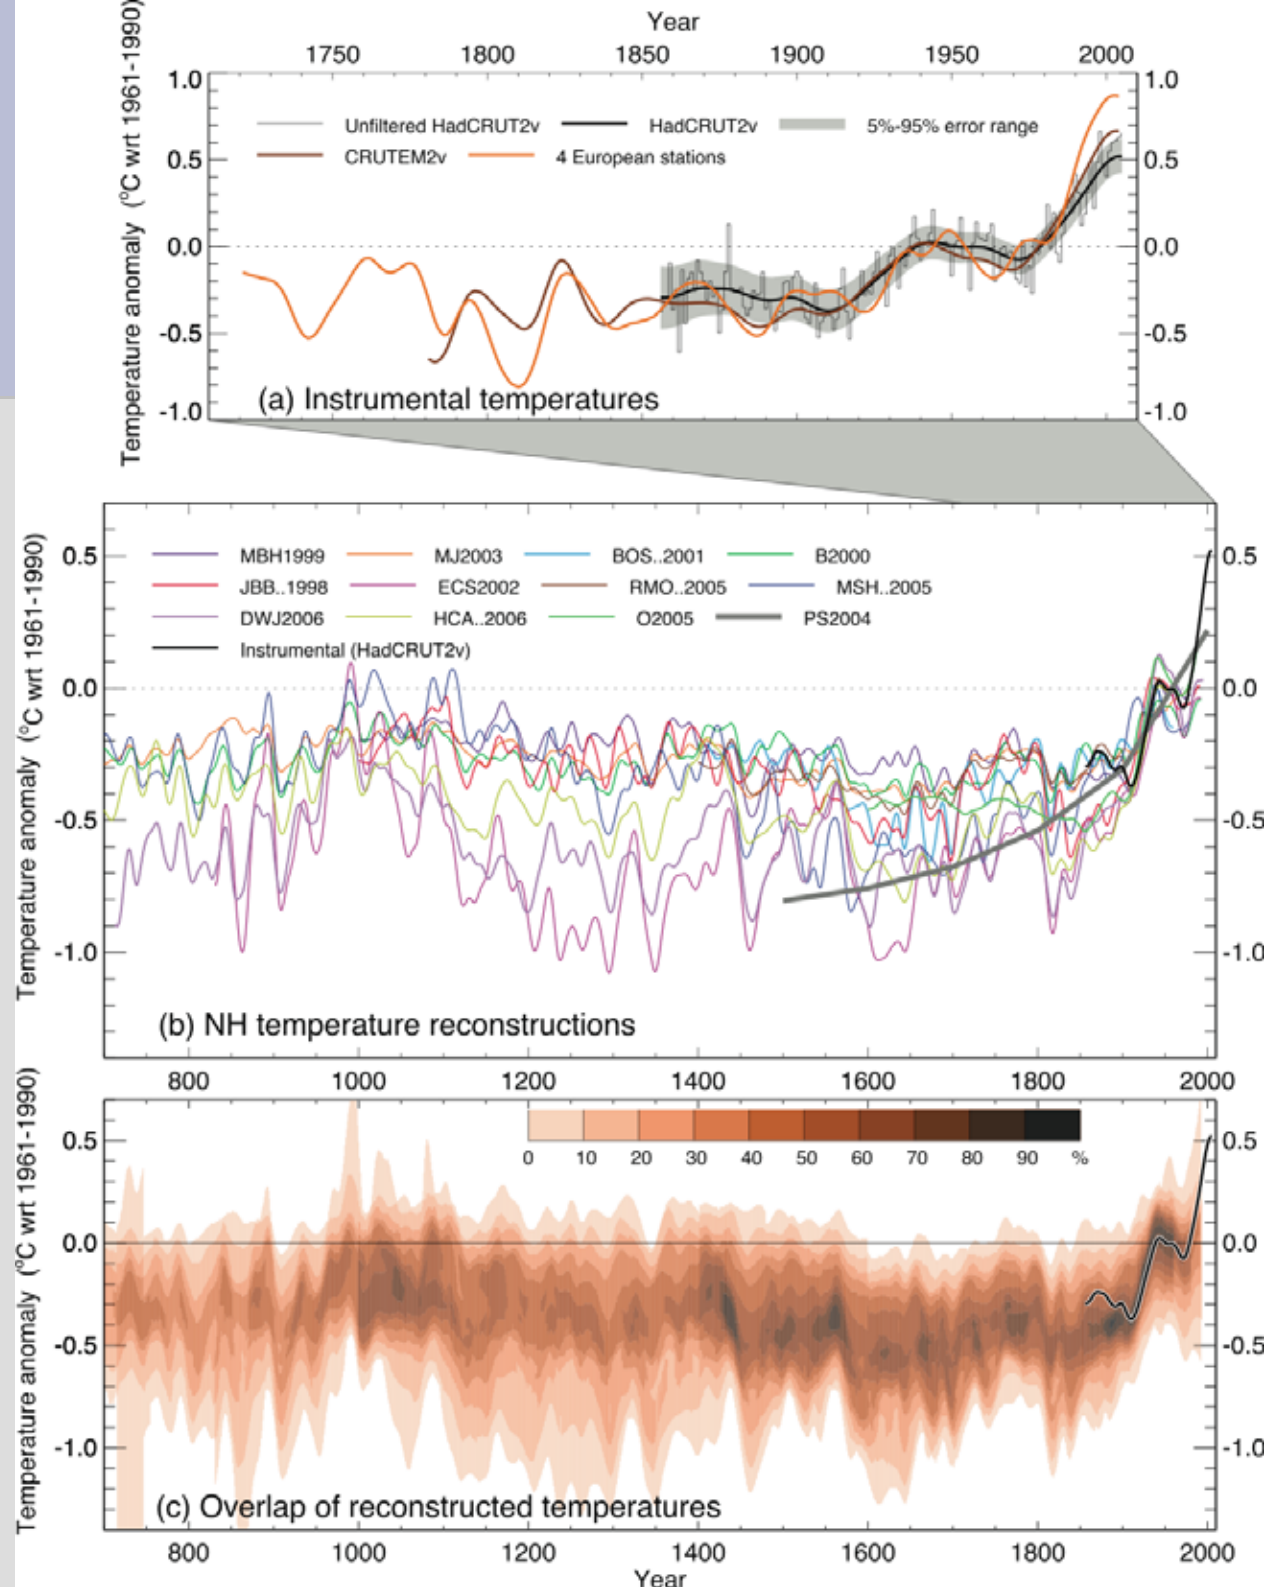 Year
1750 1800 1850 1900 1950 2000
Temperature anomaly (°C wrt 1961-1990)
1.0 1.0
Unfiltered HadCRUT2v HadCRUT2v 5%-95% error range
0.5 CRUTEM2v 4 European stations 0.5
0.0 0.0
-0.5 -0.5
(a) Instrumental temperatures
-1.0 -1.0
Temperature anomaly (°C wrt 1961-1990)
0.5 MBH1999 MJ2003 BOS..2001 B2000 0.5
JBB..1998 ECS2002 RMO..2005 MSH..2005
DWJ2006 HCA..2006 O2005 PS2004
Instrumental (HadCRUT2v)
0.0 0.0
-0.5 -0.5
-1.0 -1.0
(b) NH temperature reconstructions
800 1000 1200 1400 1600 1800 2000
Temperature anomaly (°C wrt 1961-1990)
0.5 0.5
0 10 20 30 40 50 60 70 80 90 %
0.0 0.0
-0.5 -0.5
-1.0 -1.0
(c) Overlap of reconstructed temperatures
800 1000 1200 1400 1600 1800 2000
Year